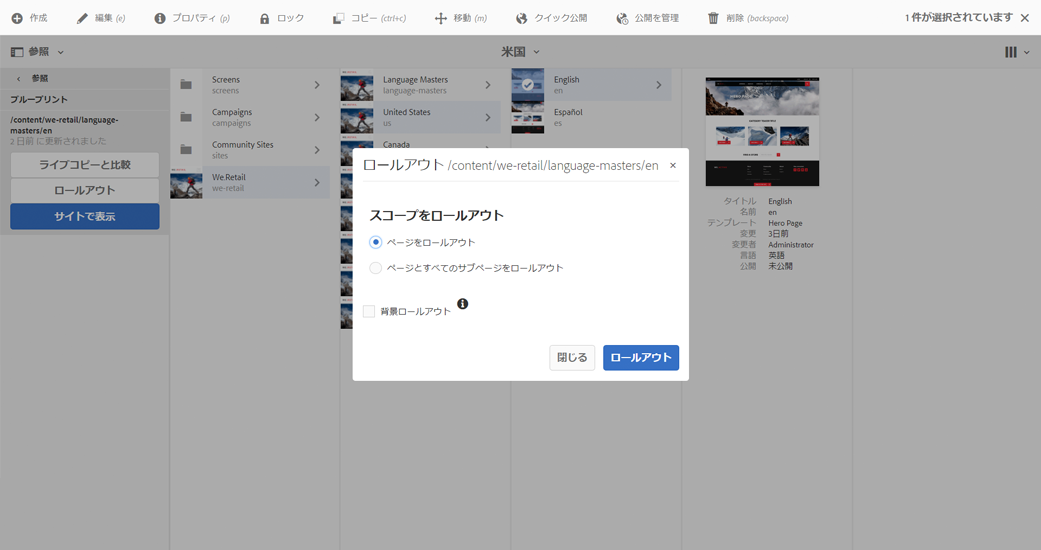 作成
編集 (e)
プロパティ (p)
ロック
コピー (ctrl+c)
移動 (m)
クイック公開
公開を管理
削除 (backspace)
1 件が選択されています
参照
米国
参照
ブループリント
/content/we-retail/language-
masters/en
2 日前 に更新されました
ライブコピーと比較
ロールアウト
サイトで表示
Screens
screens
Campaigns
campaigns
Community Sites
sites
We.Retail
we-retail
Language Masters
language-masters
United States
us
Canada
English
en
Español
es
ロールアウト /content/we-retail/language-masters/en
スコープをロールアウト
ページをロールアウト
ページとすべてのサブページをロールアウト
背景ロールアウト
閉じる
ロールアウト
タイトル English
名前 en
テンプレート Hero Page
変更 3日前
変更者 Administrator
言語 英語
公開 未公開